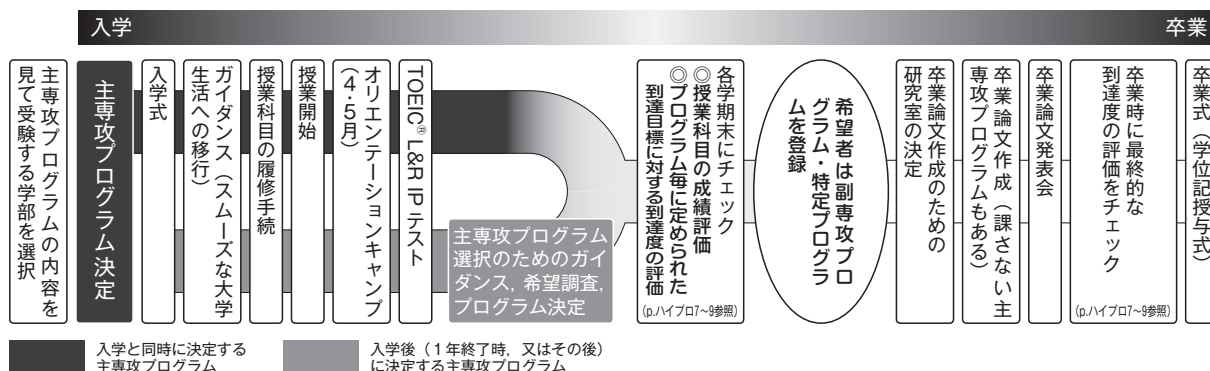 入学
卒業
主専攻プログラムの内容を
見て受験する学部を選択
主専攻プログラム決定
入学式
ガイダンス（スムーズな大学
生活への移行）
授業科目の履修手続
授業開始
オリエンテーションキャンプ
（4・5月）
TOEIC® L&R IP テスト
主専攻プログラム
選択のためのガイ
ダンス, 希望調査,
プログラム決定
各学期末にチェック
◎授業科目の成績評価
◎プログラム毎に定められた
到達目標に対する到達度の評価
(p.ハイプロ7～9参照)
希望者は副専攻プロ
グラム・特定プログラ
ムを登録
卒業論文作成のための
研究室の決定
卒業論文作成（課さない主
専攻プログラムもある）
卒業論文発表会
卒業時に最終的な
到達度の評価をチェック
(p.ハイプロ7～9参照)
卒業式（学位記授与式）
入学と同時に決定する
主専攻プログラム
入学後（1年終了時, 又はその後）
に決定する主専攻プログラム